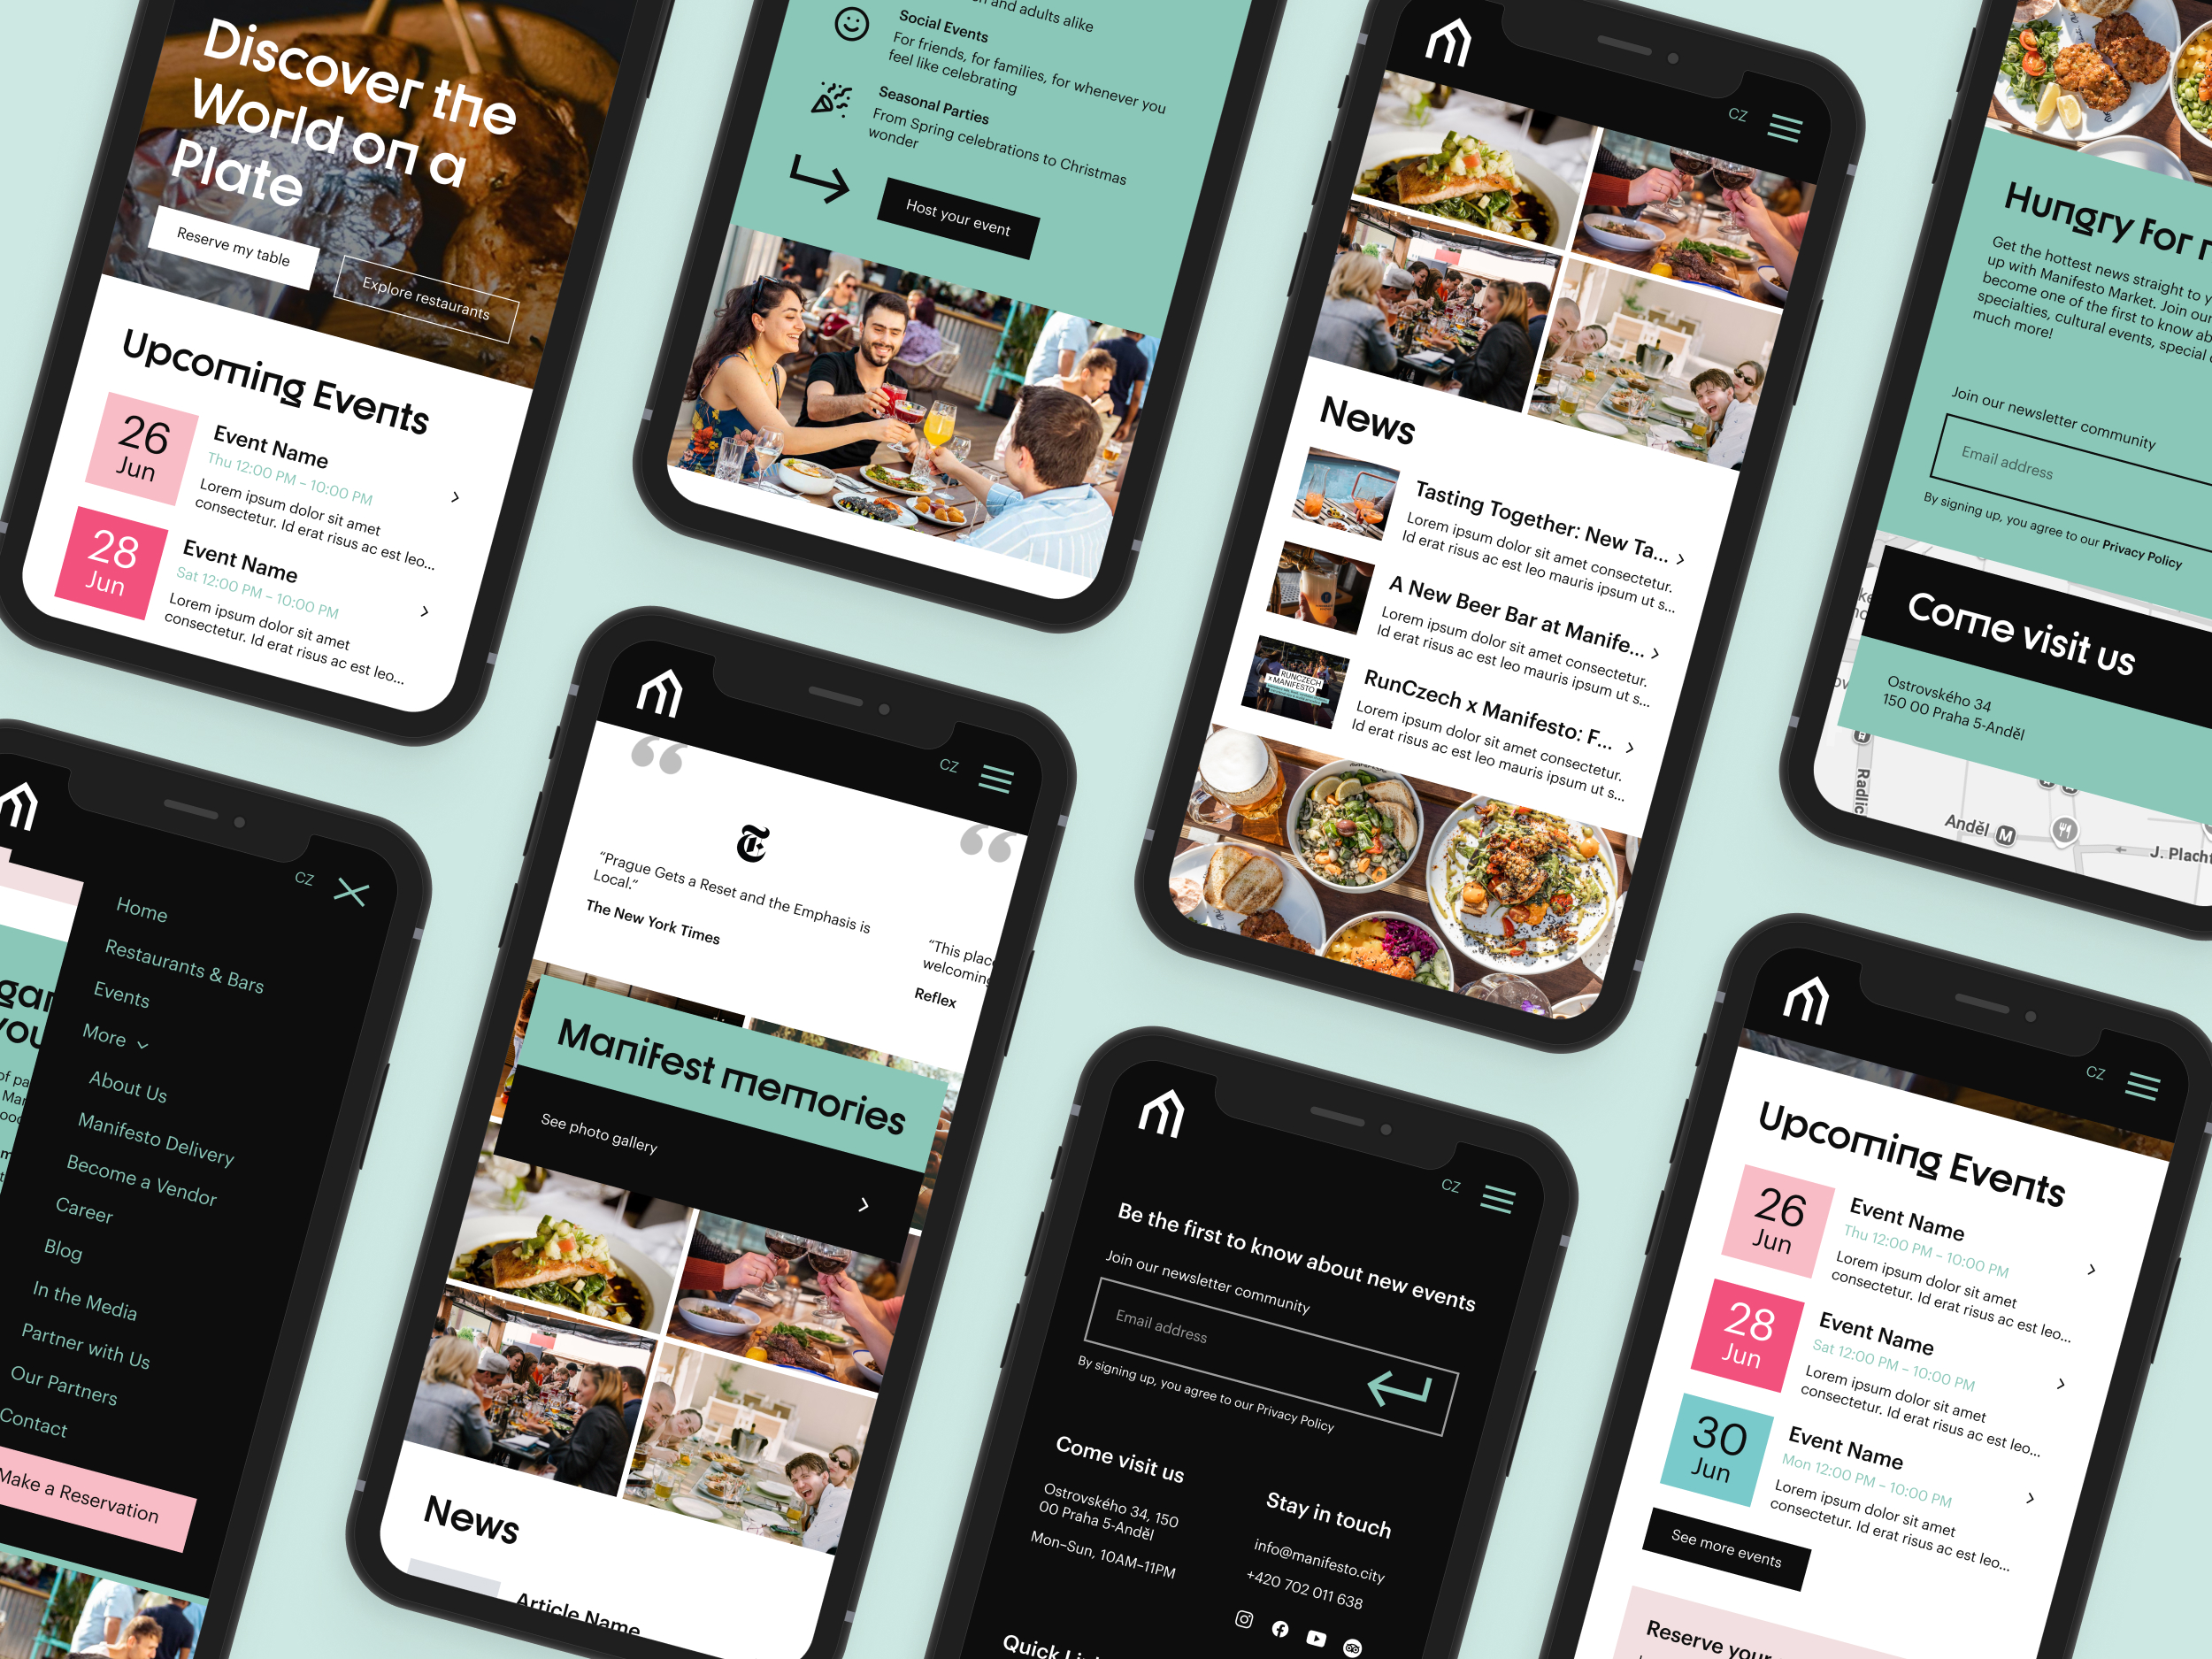 Discover the
World on a
Plate
Reserve my table
Explore restaurants
Upcoming Events
26
Jun
Event Name
Thu 12:00 PM – 10:00 PM
Lorem ipsum dolor sit amet
consectetur. Id erat risus ac est leo...
28
Jun
Event Name
Sat 12:00 PM – 10:00 PM
Lorem ipsum dolor sit amet
consectetur. Id erat risus ac est leo...
and adults alike
Social Events
For friends, for families, for whenever you
feel like celebrating
Seasonal Parties
From Spring celebrations to Christmas
wonder
Host your event
CZ
News
Tasting Together: New Ta...
Lorem ipsum dolor sit amet consectetur.
Id erat risus ac est leo mauris ipsum ut s...
A New Beer Bar at Manife...
Lorem ipsum dolor sit amet consectetur.
Id erat risus ac est leo mauris ipsum ut s...
RUNCZECH
x MANIFESTO
RunCzech x Manifesto: F...
Lorem ipsum dolor sit amet consectetur.
Id erat risus ac est leo mauris ipsum ut s...
Hungry for
Get the hottest news straight to
up with Manifesto Market. Join our
become one of the first to know
specialties, cultural events, special
much more!
Join our newsletter community
Email address
By signing up, you agree to our Privacy Policy
Come visit us
Ostrovského 34
150 00 Praha 5-Anděl
Radlic
Anděl M
J. Plachť
CZ
Home
Restaurants & Bars
Events
More
About Us
Manifesto Delivery
Become a Vendor
Career
Blog
In the Media
Partner with Us
Our Partners
Contact
Make a Reservation
CZ
“Prague Gets a Reset and the Emphasis is
Local.”
The New York Times
“This plac
welcoming
Reflex
Manifest memories
See photo gallery
News
Article Name
CZ
Be the first to know about new events
Join our newsletter community
Email address
By signing up, you agree to our Privacy Policy
Come visit us
Ostrovského 34, 150
00 Praha 5-Anděl
Mon–Sun, 10AM–11PM
Stay in touch
info@manifesto.city
+420 702 011 638
Quick
CZ
Upcoming Events
26
Jun
Event Name
Thu 12:00 PM – 10:00 PM
Lorem ipsum dolor sit amet
consectetur. Id erat risus ac est leo...
28
Jun
Event Name
Sat 12:00 PM – 10:00 PM
Lorem ipsum dolor sit amet
consectetur. Id erat risus ac est leo...
30
Jun
Event Name
Mon 12:00 PM – 10:00 PM
Lorem ipsum dolor sit amet
consectetur. Id erat risus ac est leo...
See more events
Reserve your